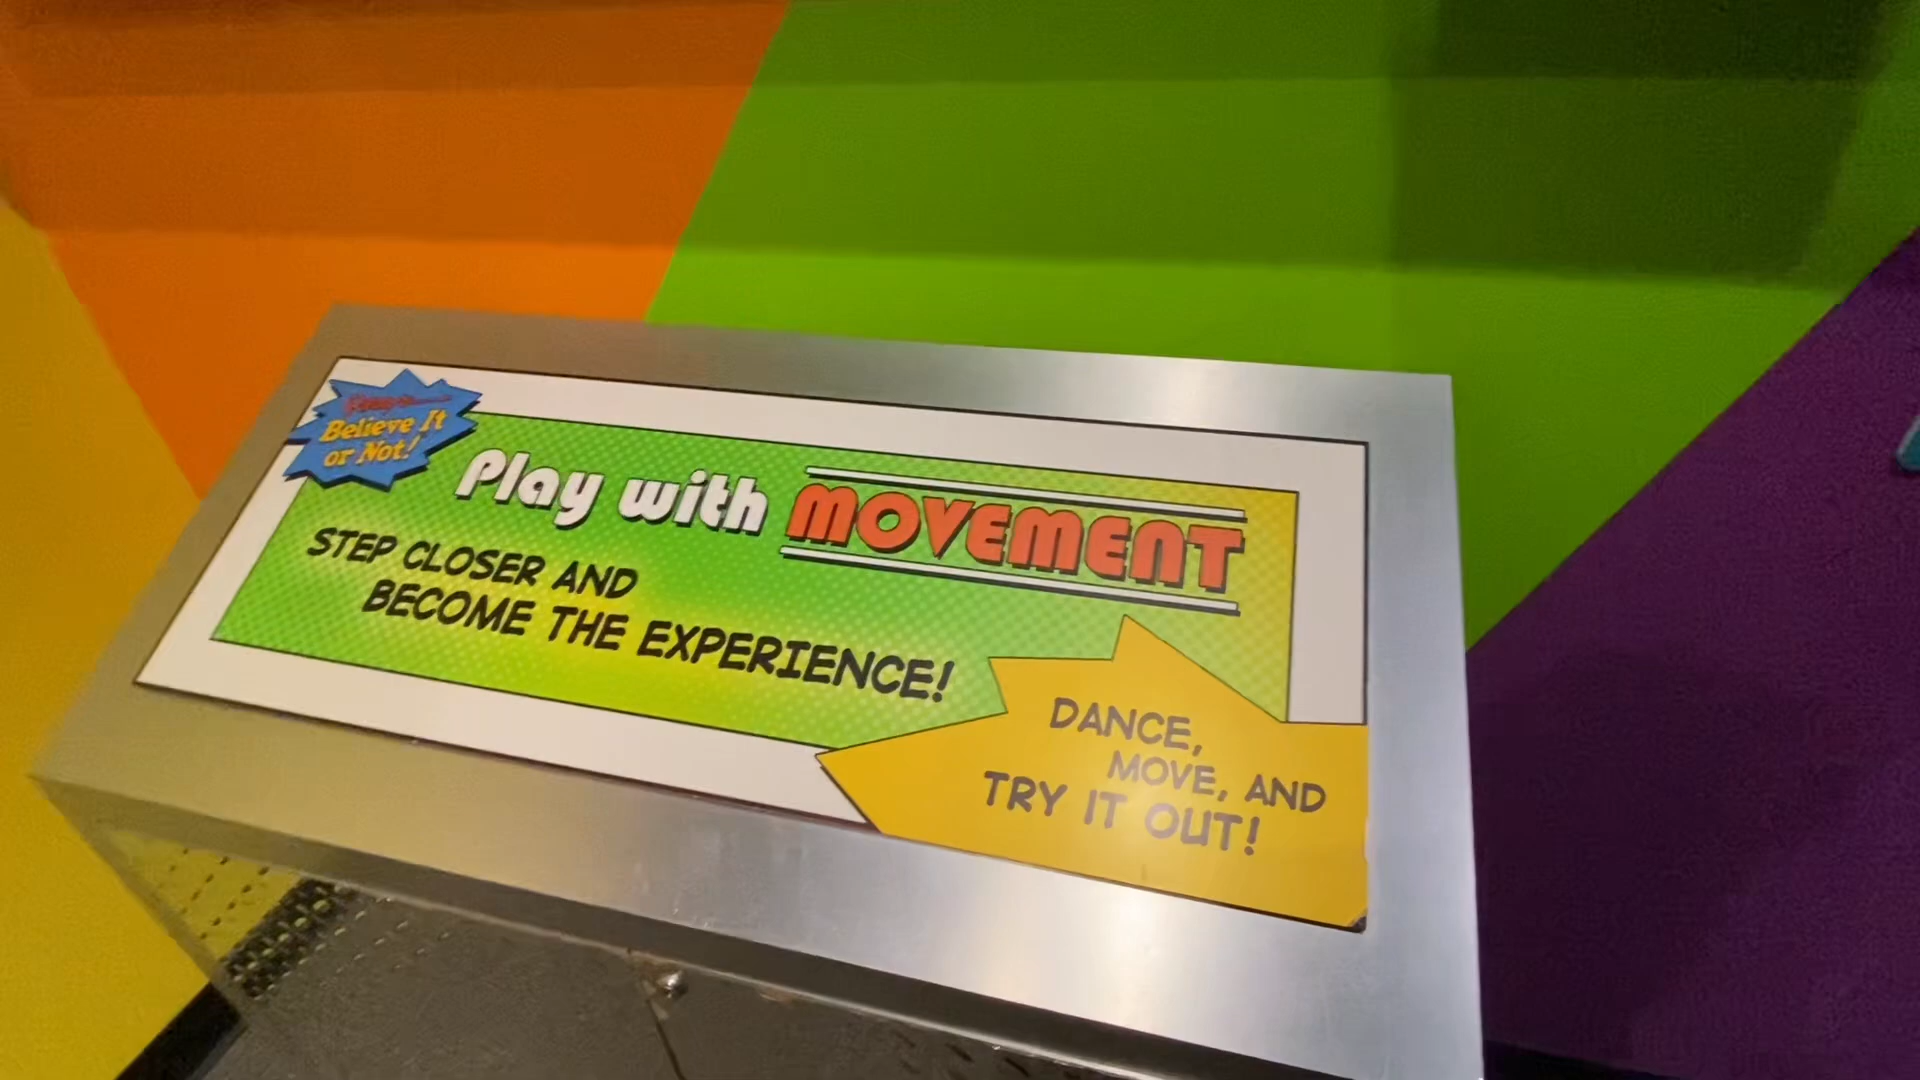 Believe It
or Not!
Play with MOVEMENT
STEP CLOSER AND
BECOME THE EXPERIENCE!
DANCE,
MOVE, AND
TRY IT OUT!